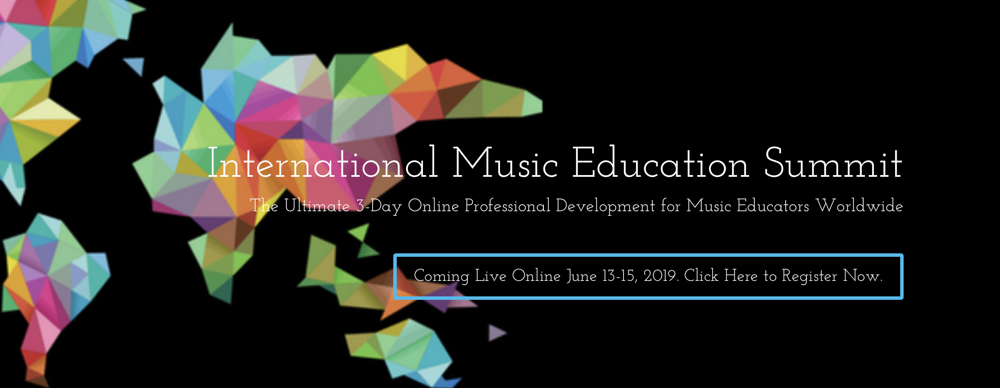 International Music Education Summit
The Ultimate 3-Day Online Professional Development for Music Educators Worldwide
Coming Live Online June 13-15, 2019. Click Here to Register Now.